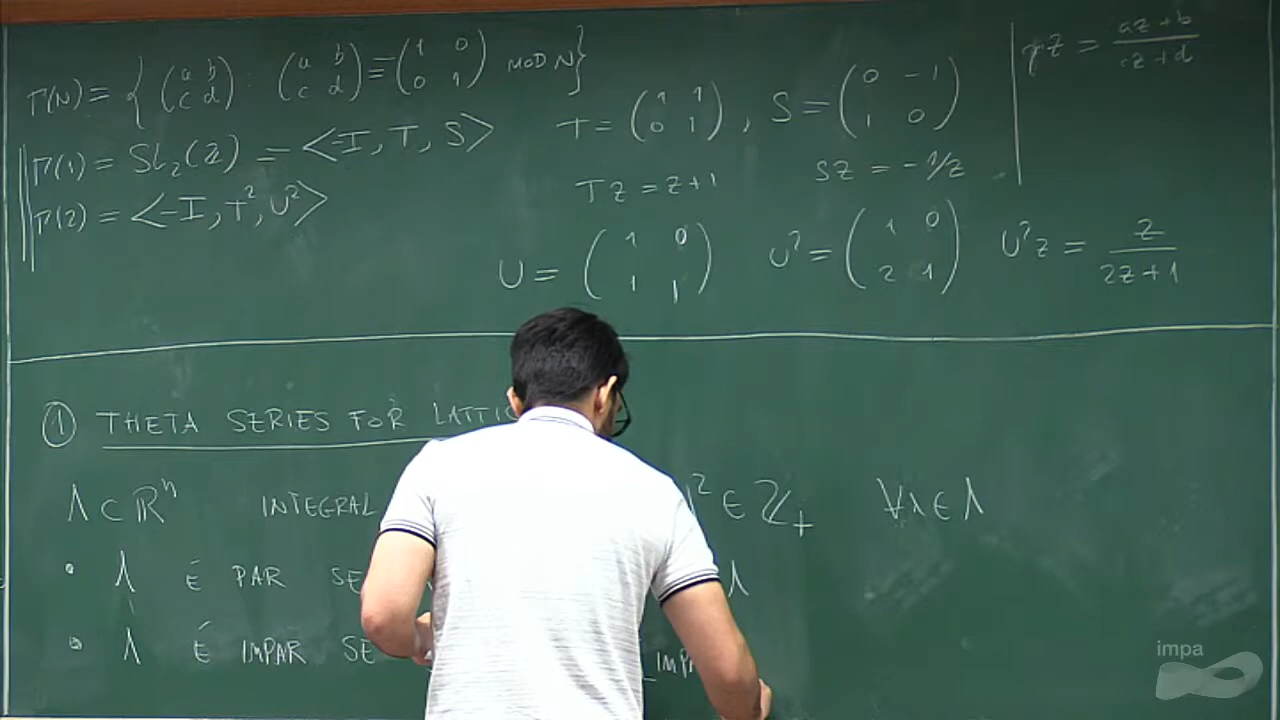 Γ(N) = { (a b c d) : (a b c d) ≡ (1 0 0 1) MOD N }
Γ(1) = SL₂(ℤ) = <-I, T, S>
Γ(2) = <-I, T², U²>
T = (1 1 0 1), S = (0 -1 1 0)
Tz = z+1 Sz = -1/z
U = (1 0 1 1) U² = (1 0 2 1) U²z = z/(2z+1)
γz = (az+b)/(cz+d)
① THETA SERIES FOR
Λ ⊂ ℝⁿ INTEGRAL ² ∈ ℤ₊ ∀λ∈Λ
• Λ É PAR SE Λ
• Λ É IMPAR SE
impa